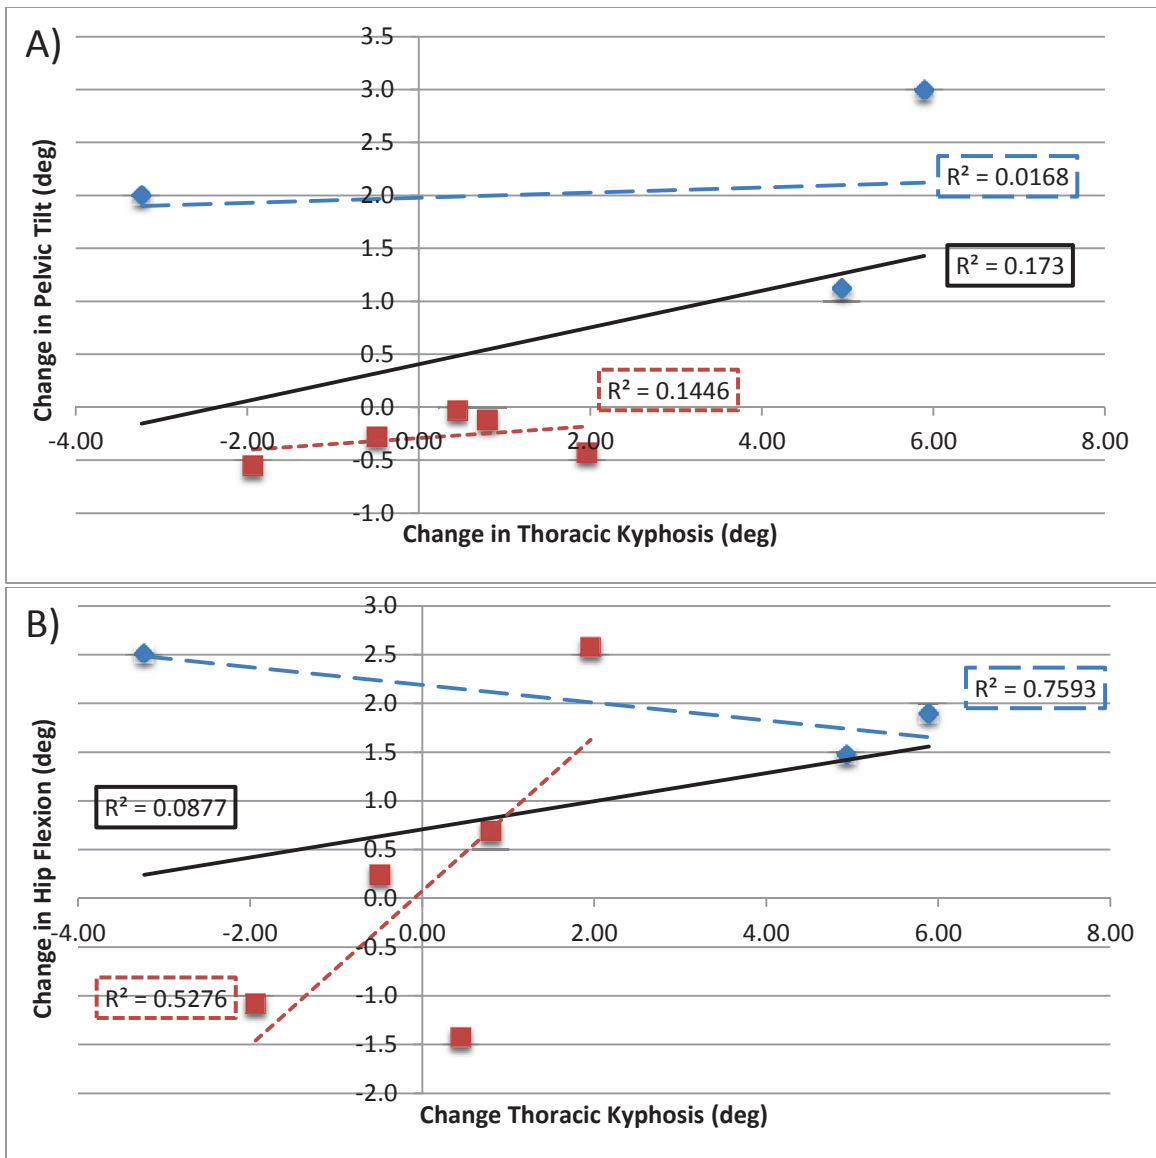 A)
3.5
3.0
2.5
2.0
1.5
1.0
0.5
0.0
-0.5
-1.0
-4.00 -2.00 0.00 2.00 4.00 6.00 8.00
Change in Pelvic Tilt (deg)
Change in Thoracic Kyphosis (deg)
R² = 0.0168
R² = 0.173
R² = 0.1446
B)
3.0
2.5
2.0
1.5
1.0
0.5
0.0
-0.5
-1.0
-1.5
-2.0
-4.00 -2.00 0.00 2.00 4.00 6.00 8.00
Change in Hip Flexion (deg)
Change Thoracic Kyphosis (deg)
R² = 0.7593
R² = 0.0877
R² = 0.5276